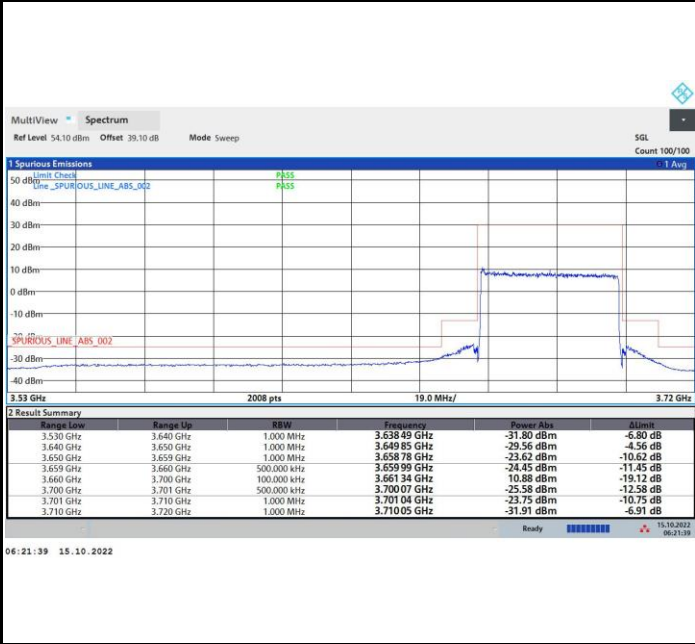 MultiView Spectrum
Ref Level 54.10 dBm Offset 39.10 dB Mode Sweep SGL
Count 100/100
1 Spurious Emissions 1 Avg
50 dBm Limit Check PASS
Line _SPURIOUS_LINE_ABS_002 PASS
40 dBm
30 dBm
20 dBm
10 dBm
0 dBm
-10 dBm
-20 dBm
_SPURIOUS_LINE_ABS_002
-30 dBm
-40 dBm
3.53 GHz 2008 pts 19.0 MHz/ 3.72 GHz
2 Result Summary
Range Low Range Up RBW Frequency Power Abs ΔLimit
3.530 GHz 3.640 GHz 1.000 MHz 3.638 49 GHz -31.80 dBm -6.80 dB
3.640 GHz 3.650 GHz 1.000 MHz 3.649 85 GHz -29.56 dBm -4.56 dB
3.650 GHz 3.659 GHz 1.000 MHz 3.658 78 GHz -23.62 dBm -10.62 dB
3.659 GHz 3.660 GHz 500.000 kHz 3.659 99 GHz -24.45 dBm -11.45 dB
3.660 GHz 3.700 GHz 100.000 kHz 3.661 34 GHz 10.88 dBm -19.12 dB
3.700 GHz 3.701 GHz 500.000 kHz 3.700 07 GHz -25.58 dBm -12.58 dB
3.701 GHz 3.710 GHz 1.000 MHz 3.701 04 GHz -23.75 dBm -10.75 dB
3.710 GHz 3.720 GHz 1.000 MHz 3.710 05 GHz -31.91 dBm -6.91 dB
Ready 15.10.2022
06:21:39
06:21:39 15.10.2022